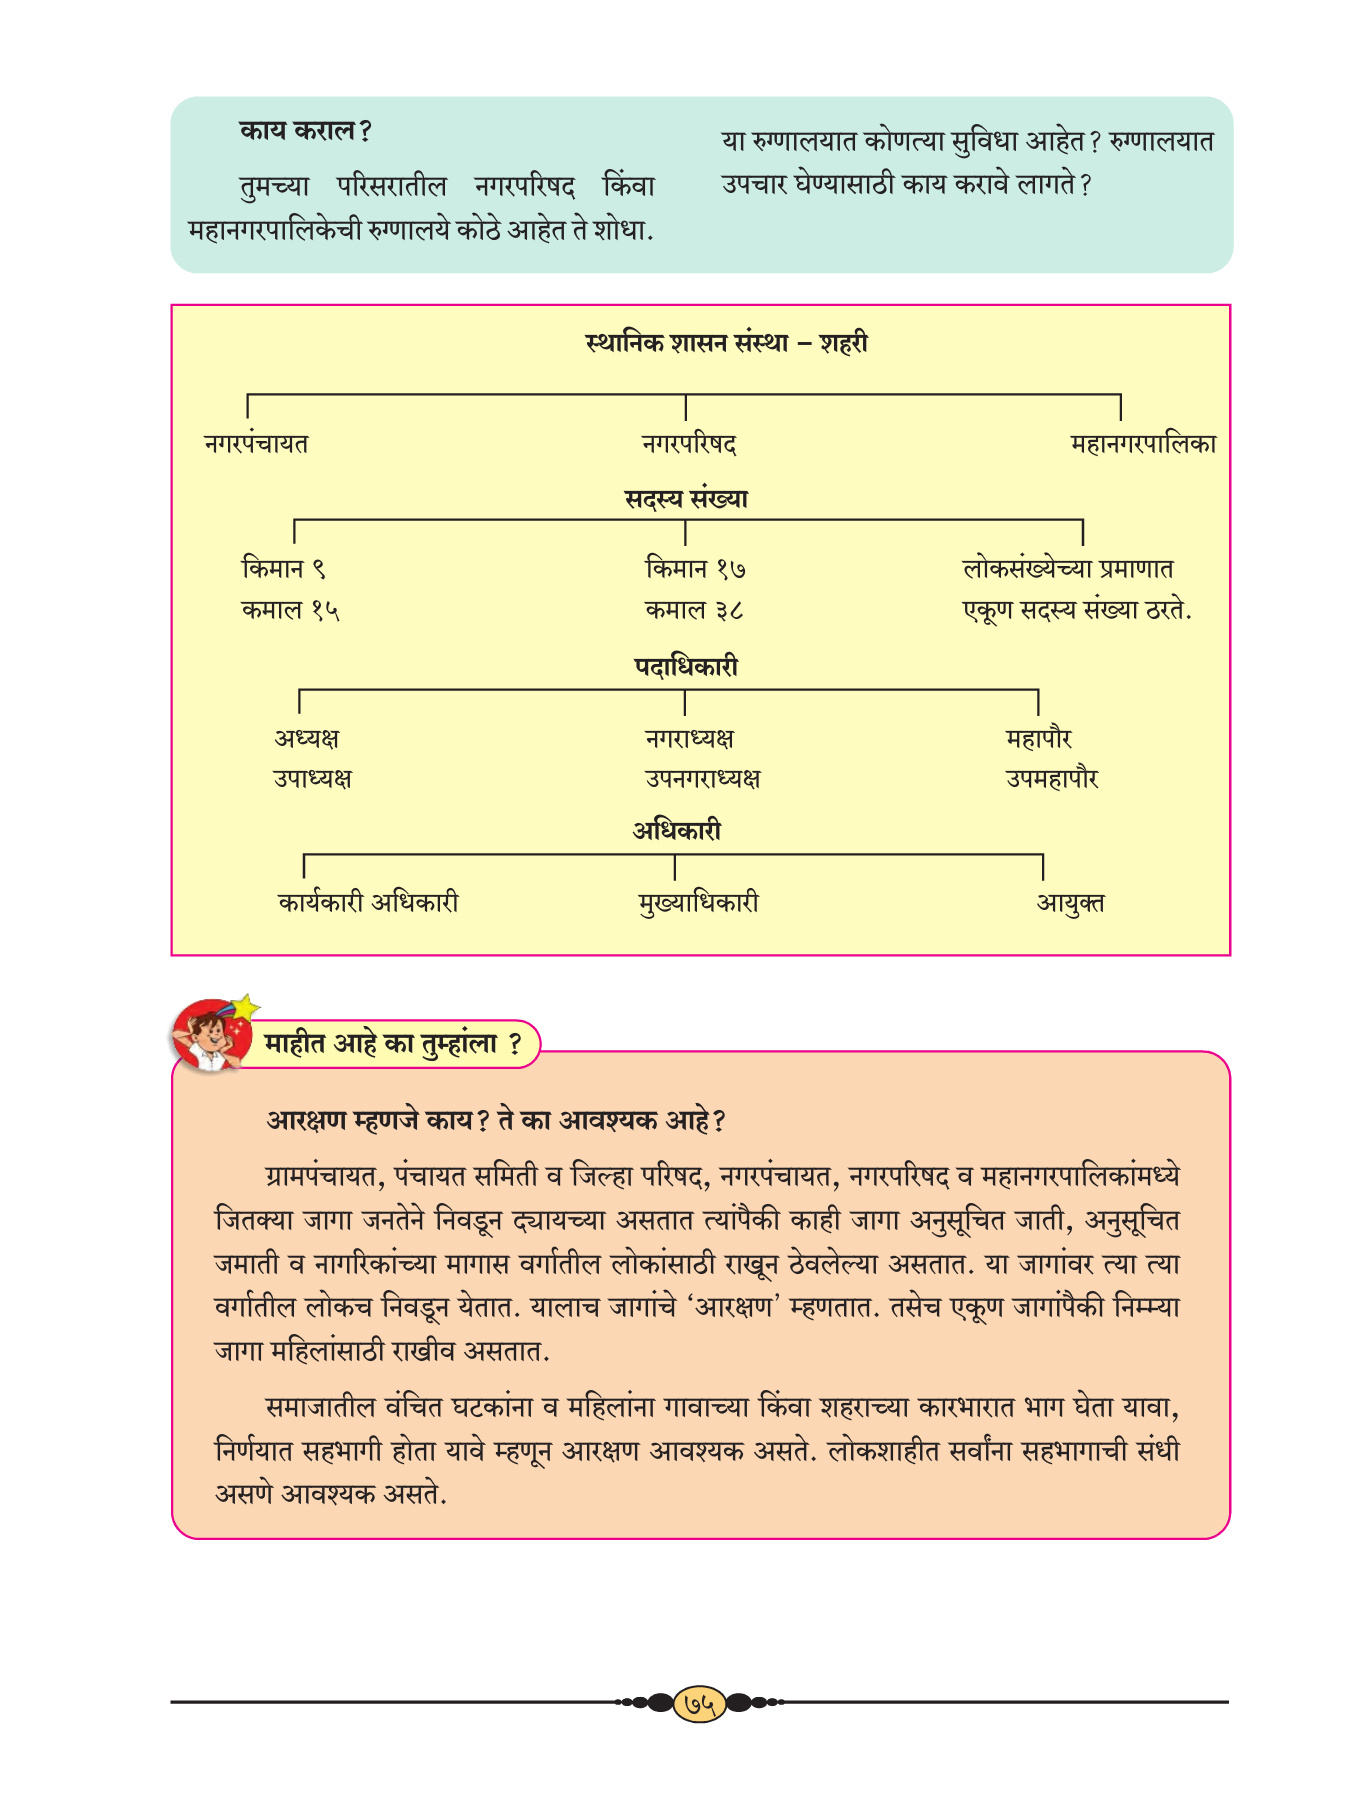 काय कराल?
तुमच्या परिसरातील नगरपरिषद किंवा
महानगरपालिकेची रुग्णालये कोठे आहेत ते शोधा.
या रुग्णालयात कोणत्या सुविधा आहेत? रुग्णालयात
उपचार घेण्यासाठी काय करावे लागते?
स्थानिक शासन संस्था – शहरी
नगरपंचायत नगरपरिषद महानगरपालिका
सदस्य संख्या
किमान ९ किमान १७ लोकसंख्येच्या प्रमाणात
कमाल १५ कमाल ३८ एकूण सदस्य संख्या ठरते.
पदाधिकारी
अध्यक्ष नगराध्यक्ष महापौर
उपाध्यक्ष उपनगराध्यक्ष उपमहापौर
अधिकारी
कार्यकारी अधिकारी मुख्याधिकारी आयुक्त
माहीत आहे का तुम्हांला ?
आरक्षण म्हणजे काय? ते का आवश्यक आहे?
ग्रामपंचायत, पंचायत समिती व जिल्हा परिषद, नगरपंचायत, नगरपरिषद व महानगरपालिकांमध्ये
जितक्या जागा जनतेने निवडून द्यायच्या असतात त्यांपैकी काही जागा अनुसूचित जाती, अनुसूचित
जमाती व नागरिकांच्या मागास वर्गातील लोकांसाठी राखून ठेवलेल्या असतात. या जागांवर त्या त्या
वर्गातील लोकच निवडून येतात. यालाच जागांचे ‘आरक्षण’ म्हणतात. तसेच एकूण जागांपैकी निम्म्या
जागा महिलांसाठी राखीव असतात.
समाजातील वंचित घटकांना व महिलांना गावाच्या किंवा शहराच्या कारभारात भाग घेता यावा,
निर्णयात सहभागी होता यावे म्हणून आरक्षण आवश्यक असते. लोकशाहीत सर्वांना सहभागाची संधी
असणे आवश्यक असते.
७५